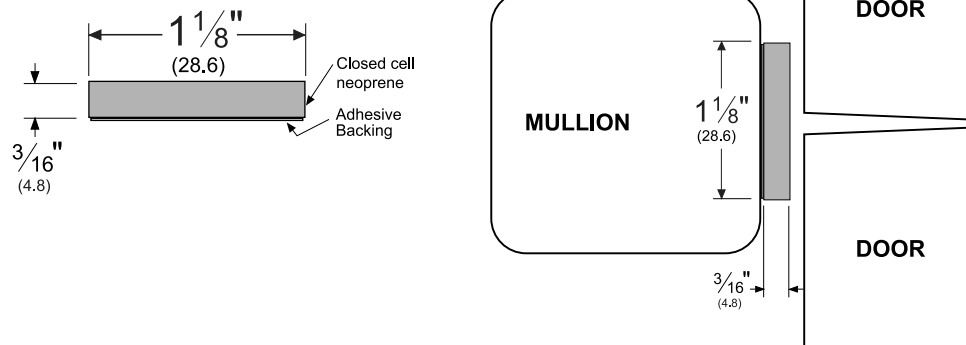 1 1/8"
(28.6)
Closed cell
neoprene
Adhesive
Backing
3/16"
(4.8)
DOOR
MULLION
1 1/8"
(28.6)
DOOR
3/16"
(4.8)